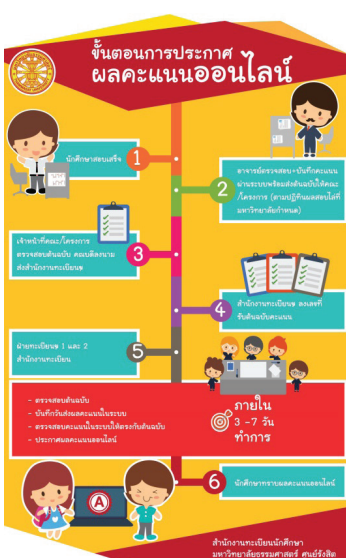 ขั้นตอนการประกาศ
ผลคะแนนออนไลน์
นักศึกษาสอบเสร็จ
1
2
อาจารย์ตรวจสอบ+บันทึกคะแนน
ผ่านระบบพร้อมส่งต้นฉบับให้คณะ
/โครงการ (ตามปฏิทินผลสอบไล่ที่
มหาวิทยาลัยกำหนด)
เจ้าหน้าที่คณะ/โครงการ
ตรวจสอบต้นฉบับ คณบดีลงนาม
ส่งสำนักงานทะเบียนฯ
3
4
สำนักงานทะเบียนฯ ลงเลขที่
รับต้นฉบับคะแนน
ฝ่ายทะเบียนฯ 1 และ 2
สำนักงานทะเบียน
5
- ตรวจสอบต้นฉบับ
- บันทึกวันส่งผลคะแนนในระบบ
- ตรวจสอบคะแนนในระบบให้ตรงกับต้นฉบับ
- ประกาศผลคะแนนออนไลน์
ภายใน
3 -7 วัน
ทำการ
A
6
นักศึกษาทราบผลคะแนนออนไลน์
สำนักงานทะเบียนนักศึกษา
มหาวิทยาลัยธรรมศาสตร์ ศูนย์รังสิต